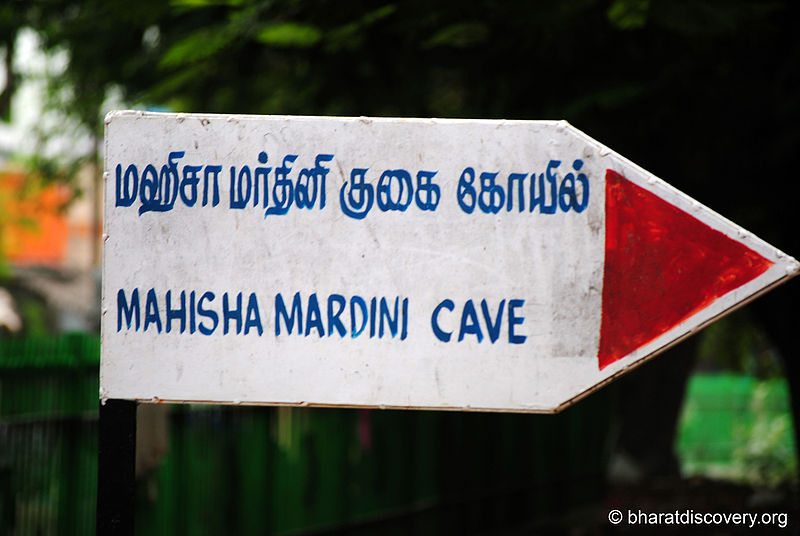 மஹிசா மர்தினி குகை கோயில்
MAHISHA MARDINI CAVE
© bharatdiscovery.org